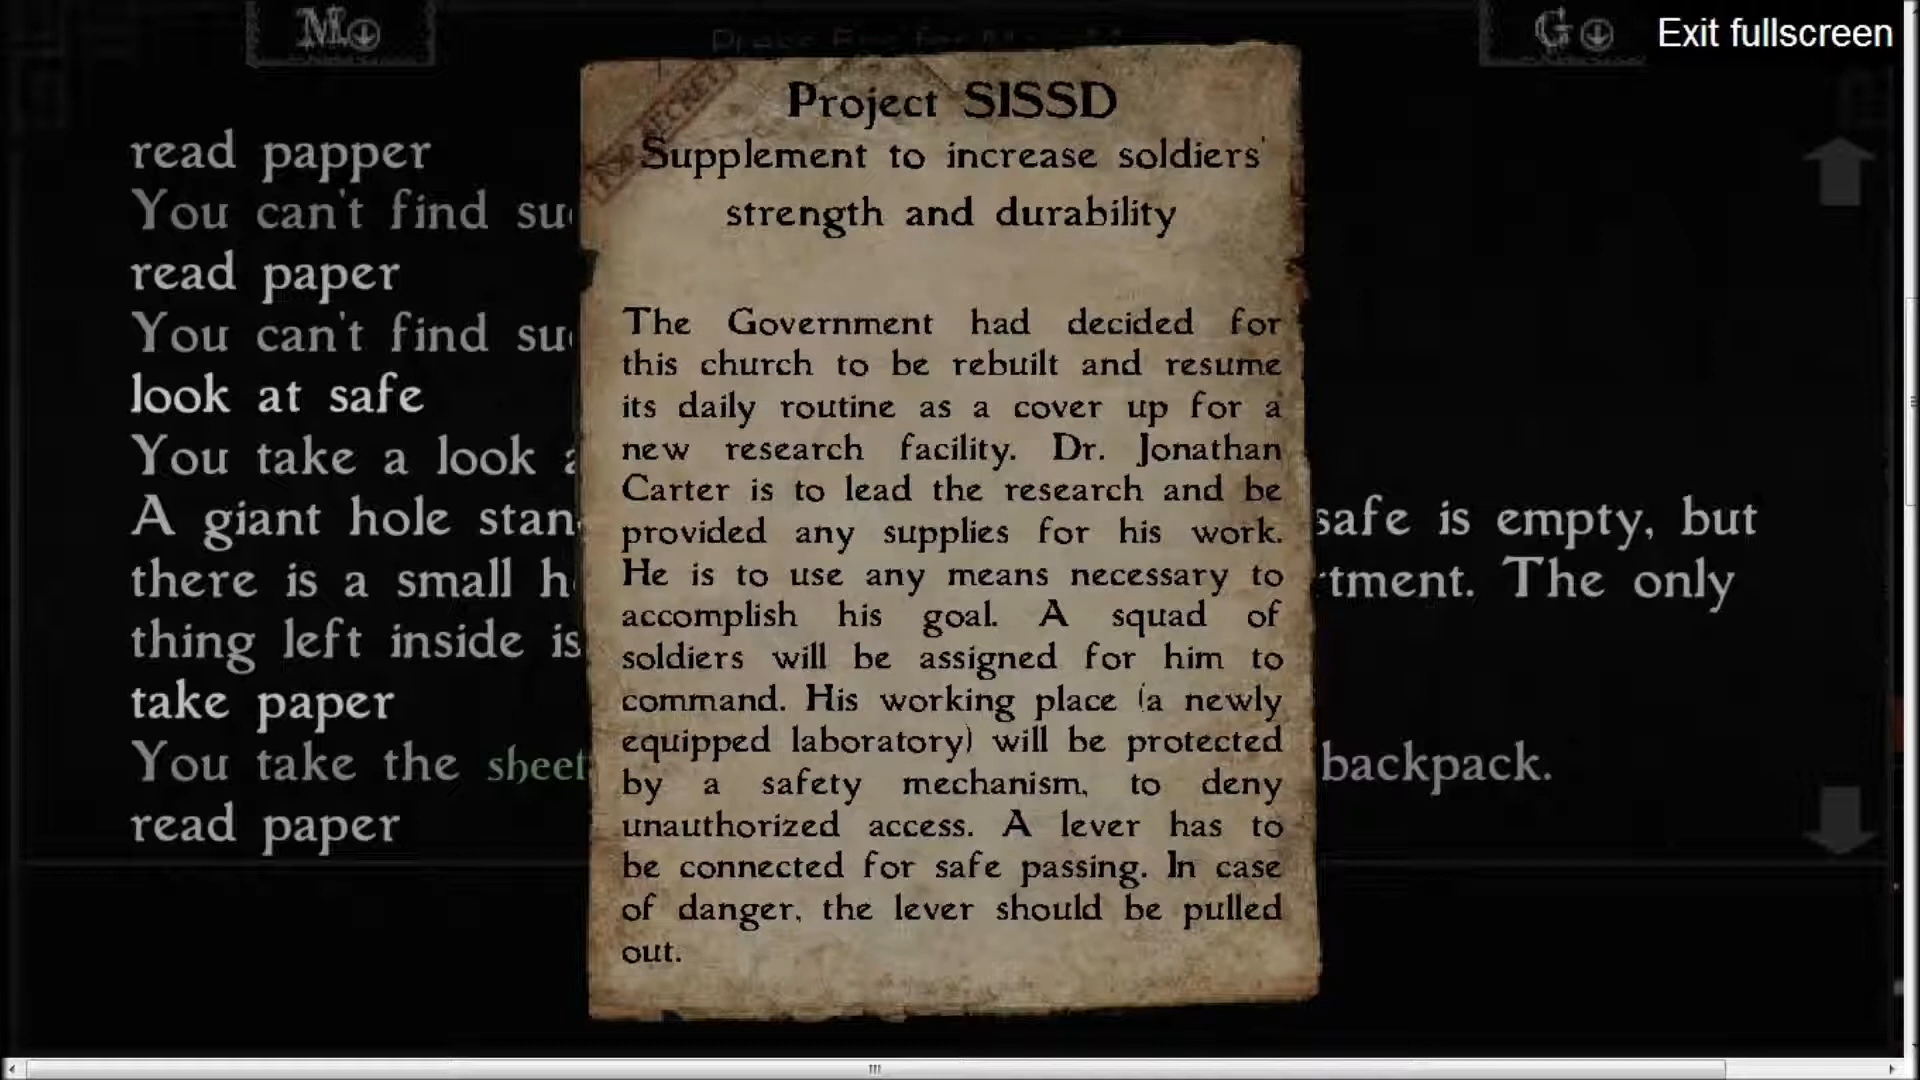 M
G
Exit fullscreen
SECRET
Project SISSD
Supplement to increase soldiers'
strength and durability
The Government had decided for
this church to be rebuilt and resume
its daily routine as a cover up for a
new research facility. Dr. Jonathan
Carter is to lead the research and be
provided any supplies for his work.
He is to use any means necessary to
accomplish his goal. A squad of
soldiers will be assigned for him to
command. His working place (a newly
equipped laboratory) will be protected
by a safety mechanism, to deny
unauthorized access. A lever has to
be connected for safe passing. In case
of danger, the lever should be pulled
out.
read papper
You can't find su
read paper
You can't find su
look at safe
You take a look
A giant hole stan safe is empty, but
there is a small h rtment. The only
thing left inside is
take paper
You take the sheet backpack.
read paper